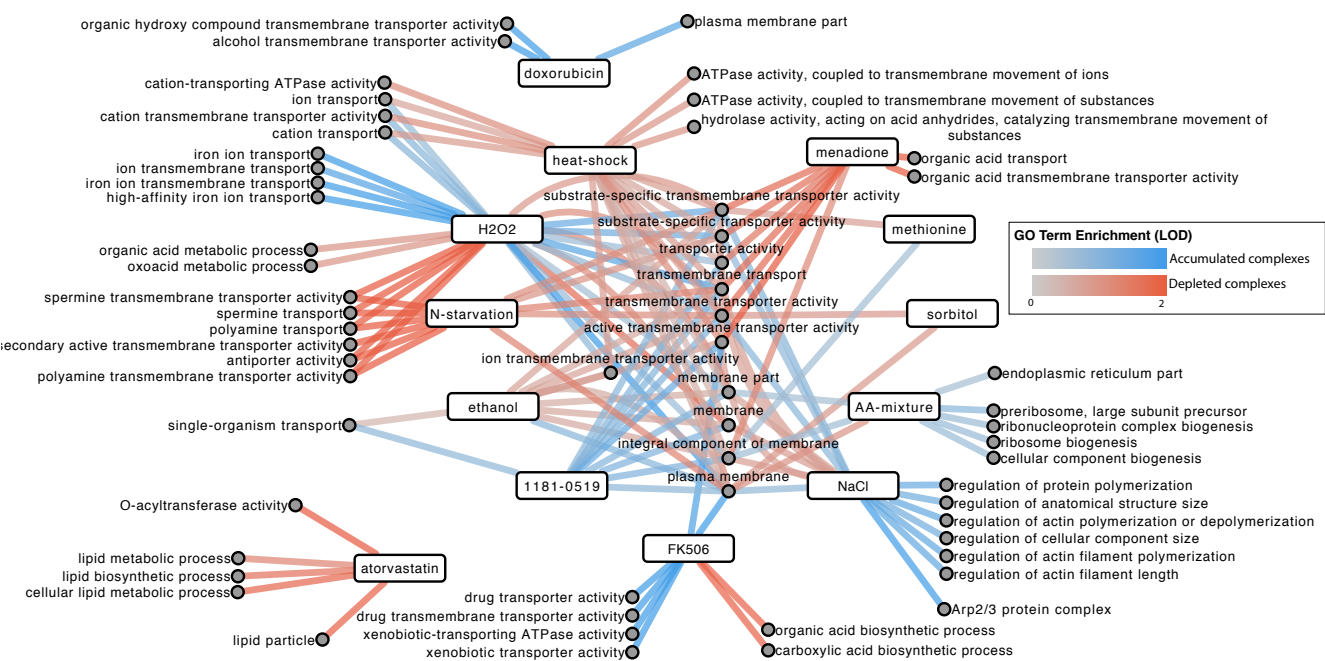 organic hydroxy compound transmembrane transporter activity
alcohol transmembrane transporter activity
plasma membrane part
doxorubicin
cation-transporting ATPase activity
ion transport
cation transmembrane transporter activity
cation transport
ATPase activity, coupled to transmembrane movement of ions
ATPase activity, coupled to transmembrane movement of substances
hydrolase activity, acting on acid anhydrides, catalyzing transmembrane movement of
substances
heat-shock
menadione
organic acid transport
organic acid transmembrane transporter activity
iron ion transport
ion transmembrane transport
iron ion transmembrane transport
high-affinity iron ion transport
substrate-specific transmembrane transporter activity
substrate-specific transporter activity
transporter activity
transmembrane transport
transmembrane transporter activity
active transmembrane transporter activity
ion transmembrane transporter activity
H2O2
methionine
GO Term Enrichment (LOD)
Accumulated complexes
Depleted complexes
0
2
organic acid metabolic process
oxoacid metabolic process
spermine transmembrane transporter activity
spermine transport
polyamine transport
secondary active transmembrane transporter activity
antiporter activity
polyamine transmembrane transporter activity
N-starvation
sorbitol
membrane part
membrane
integral component of membrane
plasma membrane
ethanol
AA-mixture
endoplasmic reticulum part
preribosome, large subunit precursor
ribonucleoprotein complex biogenesis
ribosome biogenesis
cellular component biogenesis
single-organism transport
1181-0519
NaCl
regulation of protein polymerization
regulation of anatomical structure size
regulation of actin polymerization or depolymerization
regulation of cellular component size
regulation of actin filament polymerization
regulation of actin filament length
Arp2/3 protein complex
O-acyltransferase activity
lipid metabolic process
lipid biosynthetic process
cellular lipid metabolic process
lipid particle
atorvastatin
FK506
drug transporter activity
drug transmembrane transporter activity
xenobiotic-transporting ATPase activity
xenobiotic transporter activity
organic acid biosynthetic process
carboxylic acid biosynthetic process